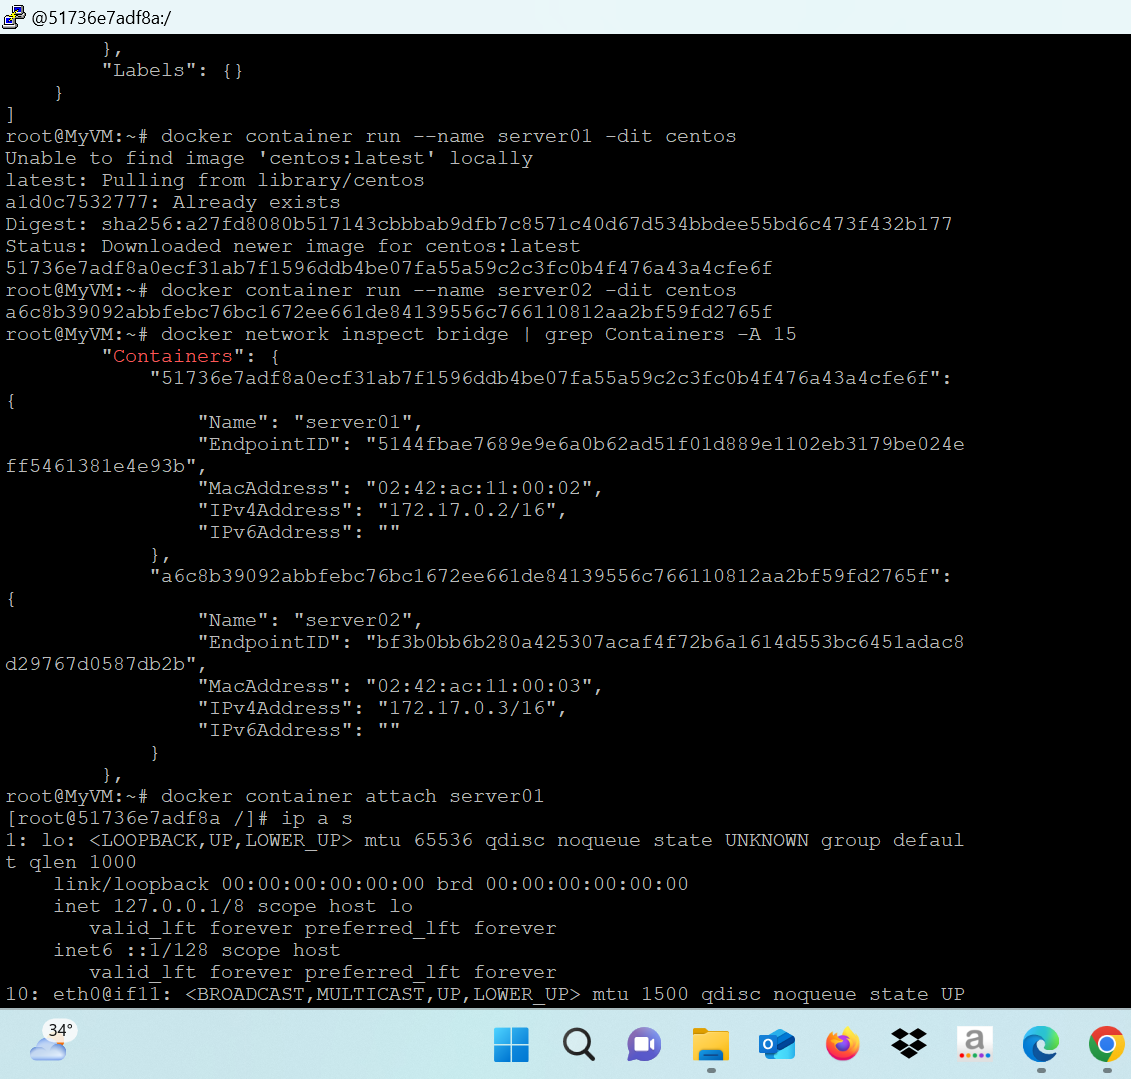 @51736e7adf8a:/
        },
        "Labels": {}
    }
]
root@MyVM:~# docker container run --name server01 -dit centos
Unable to find image 'centos:latest' locally
latest: Pulling from library/centos
a1d0c7532777: Already exists
Digest: sha256:a27fd8080b517143cbbbab9dfb7c8571c40d67d534bbdee55bd6c473f432b177
Status: Downloaded newer image for centos:latest
51736e7adf8a0ecf31ab7f1596ddb4be07fa55a59c2c3fc0b4f476a43a4cfe6f
root@MyVM:~# docker container run --name server02 -dit centos
a6c8b39092abbfebc76bc1672ee661de84139556c766110812aa2bf59fd2765f
root@MyVM:~# docker network inspect bridge | grep Containers -A 15
        "Containers": {
            "51736e7adf8a0ecf31ab7f1596ddb4be07fa55a59c2c3fc0b4f476a43a4cfe6f":
{
                "Name": "server01",
                "EndpointID": "5144fbae7689e9e6a0b62ad51f01d889e1102eb3179be024e
ff5461381e4e93b",
                "MacAddress": "02:42:ac:11:00:02",
                "IPv4Address": "172.17.0.2/16",
                "IPv6Address": ""
            },
            "a6c8b39092abbfebc76bc1672ee661de84139556c766110812aa2bf59fd2765f":
{
                "Name": "server02",
                "EndpointID": "bf3b0bb6b280a425307acaf4f72b6a1614d553bc6451adac8
d29767d0587db2b",
                "MacAddress": "02:42:ac:11:00:03",
                "IPv4Address": "172.17.0.3/16",
                "IPv6Address": ""
            }
        },
root@MyVM:~# docker container attach server01
[root@51736e7adf8a /]# ip a s
1: lo: <LOOPBACK,UP,LOWER_UP> mtu 65536 qdisc noqueue state UNKNOWN group defaul
t qlen 1000
    link/loopback 00:00:00:00:00:00 brd 00:00:00:00:00:00
    inet 127.0.0.1/8 scope host lo
       valid_lft forever preferred_lft forever
    inet6 ::1/128 scope host
       valid_lft forever preferred_lft forever
10: eth0@if11: <BROADCAST,MULTICAST,UP,LOWER_UP> mtu 1500 qdisc noqueue state UP
34°
a